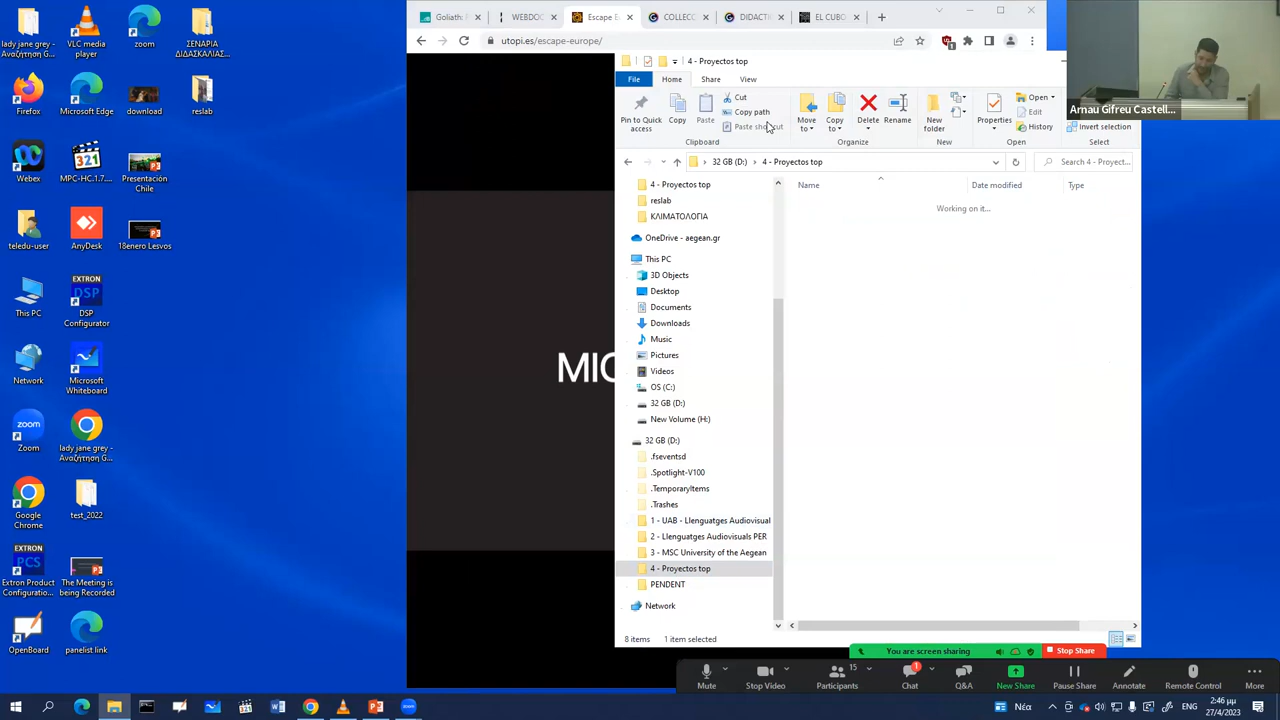 lady jane grey -
Αναζήτηση G...
VLC media
player
zoom
ΣΕΝΑΡΙΑ
ΔΙΔΑΣΚΑΛΙΑΣ
Firefox
Microsoft Edge
download
reslab
Webex
MPC-HC.1.7....
Presentación
Chile
teledu-user
AnyDesk
18enero Lesvos
This PC
EXTRON
DSP
DSP
Configurator
Network
Microsoft
Whiteboard
Zoom
lady jane grey -
Αναζήτηση G...
Google
Chrome
test_2022
EXTRON
PCS
Extron Product
Configuratio...
The Meeting is
being Recorded
OpenBoard
panelist link
Goliath:
WEBDOC
Escape E
COLLECC
DIDACTI
EL CUBO
utopi.es/escape-europe/
4 - Proyectos top
File
Home
Share
View
Pin to Quick
access
Copy
Paste
Cut
Copy path
Paste shortcut
Move
to
Copy
to
Delete
Rename
New
folder
Properties
Open
Edit
History
Invert selection
Clipboard
Organize
New
Open
Select
32 GB (D:) > 4 - Proyectos top
Search 4 - Proyect...
Name
Date modified
Type
Working on it...
4 - Proyectos top
reslab
ΚΛΙΜΑΤΟΛΟΓΙΑ
OneDrive - aegean.gr
This PC
3D Objects
Desktop
Documents
Downloads
Music
Pictures
Videos
OS (C:)
32 GB (D:)
New Volume (H:)
32 GB (D:)
.fseventsd
.Spotlight-V100
.TemporaryItems
.Trashes
1 - UAB - Llenguatges Audiovisual
2 - Llenguatges Audiovisuals PER
3 - MSC University of the Aegean
4 - Proyectos top
PENDENT
Network
8 items
1 item selected
Arnau Gifreu Castell...
You are screen sharing
Stop Share
Mute
Stop Video
15
Participants
1
Chat
Q&A
New Share
Pause Share
Annotate
Remote Control
More
Νέα
ENG
2:46 μμ
27/4/2023